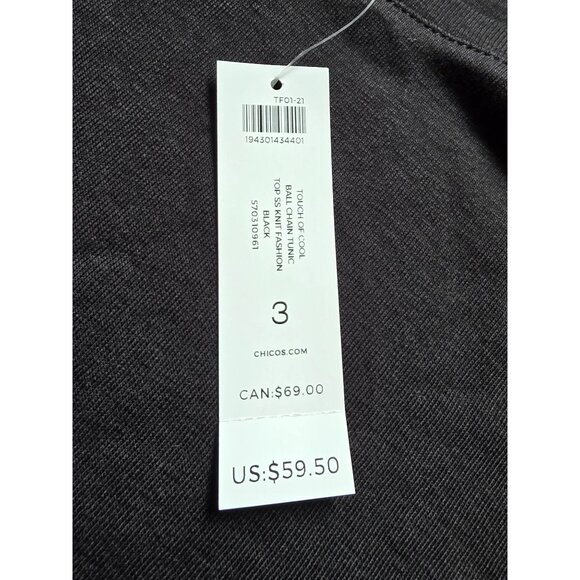 TF01-21
194301434401
TOUCH OF COOL
BALL CHAIN TUNIC
TOP SS KNIT FASHION
BLACK
570310961
3
CHICOS.COM
CAN:$69.00
US:$59.50